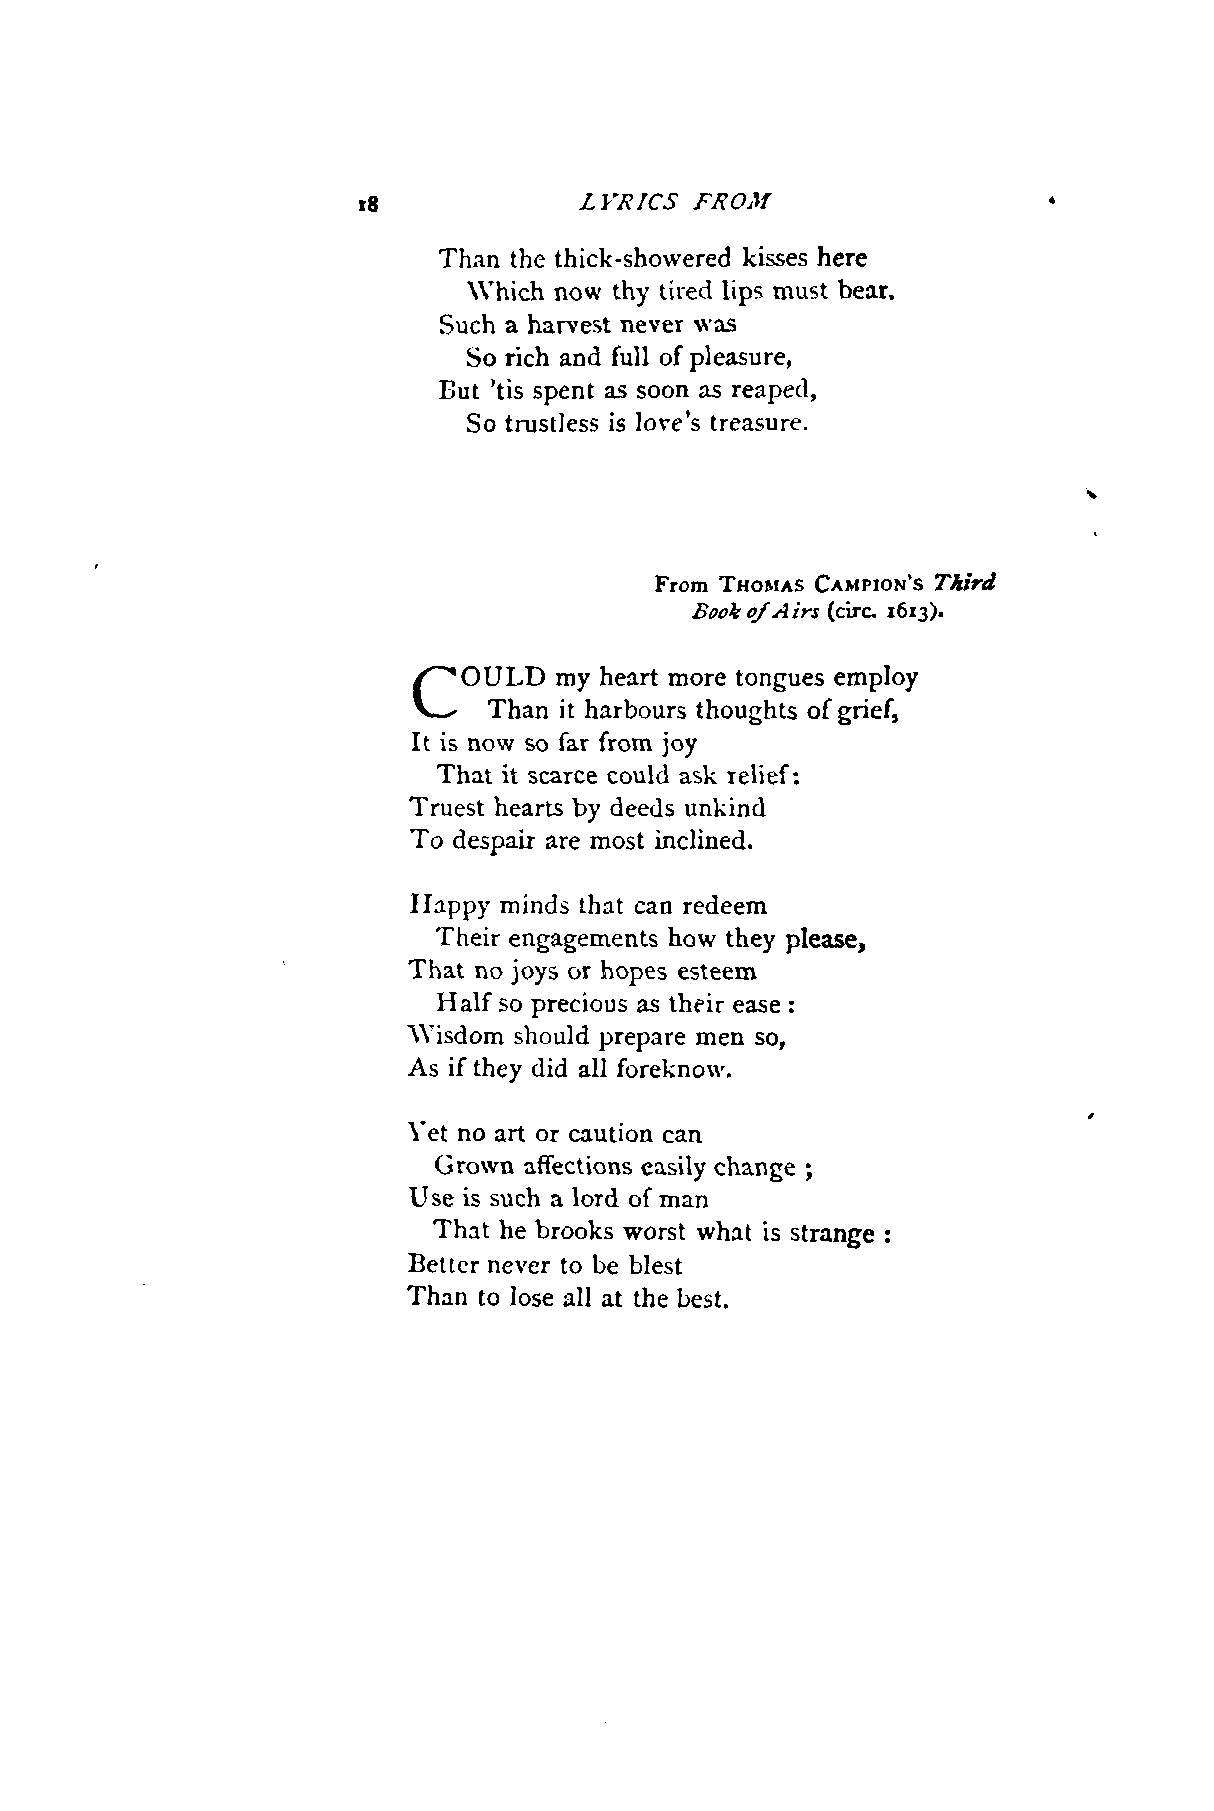 18 LYRICS FROM
Than the thick-showered kisses here
Which now thy tired lips must bear.
Such a harvest never was
So rich and full of pleasure,
But 'tis spent as soon as reaped,
So trustless is love's treasure.
From THOMAS CAMPION'S Third
Book of Airs (circ. 1613).
COULD my heart more tongues employ
Than it harbours thoughts of grief,
It is now so far from joy
That it scarce could ask relief:
Truest hearts by deeds unkind
To despair are most inclined.
Happy minds that can redeem
Their engagements how they please,
That no joys or hopes esteem
Half so precious as their ease :
Wisdom should prepare men so,
As if they did all foreknow.
Yet no art or caution can
Grown affections easily change ;
Use is such a lord of man
That he brooks worst what is strange :
Better never to be blest
Than to lose all at the best.